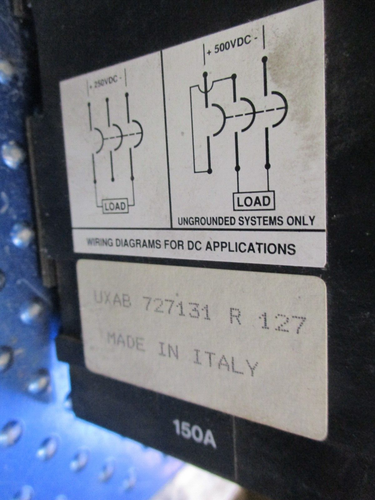 + 250VDC -
LOAD
+ 500VDC -
LOAD
UNGROUNDED SYSTEMS ONLY
WIRING DIAGRAMS FOR DC APPLICATIONS
UXAB 727131 R 127
MADE IN ITALY
150A